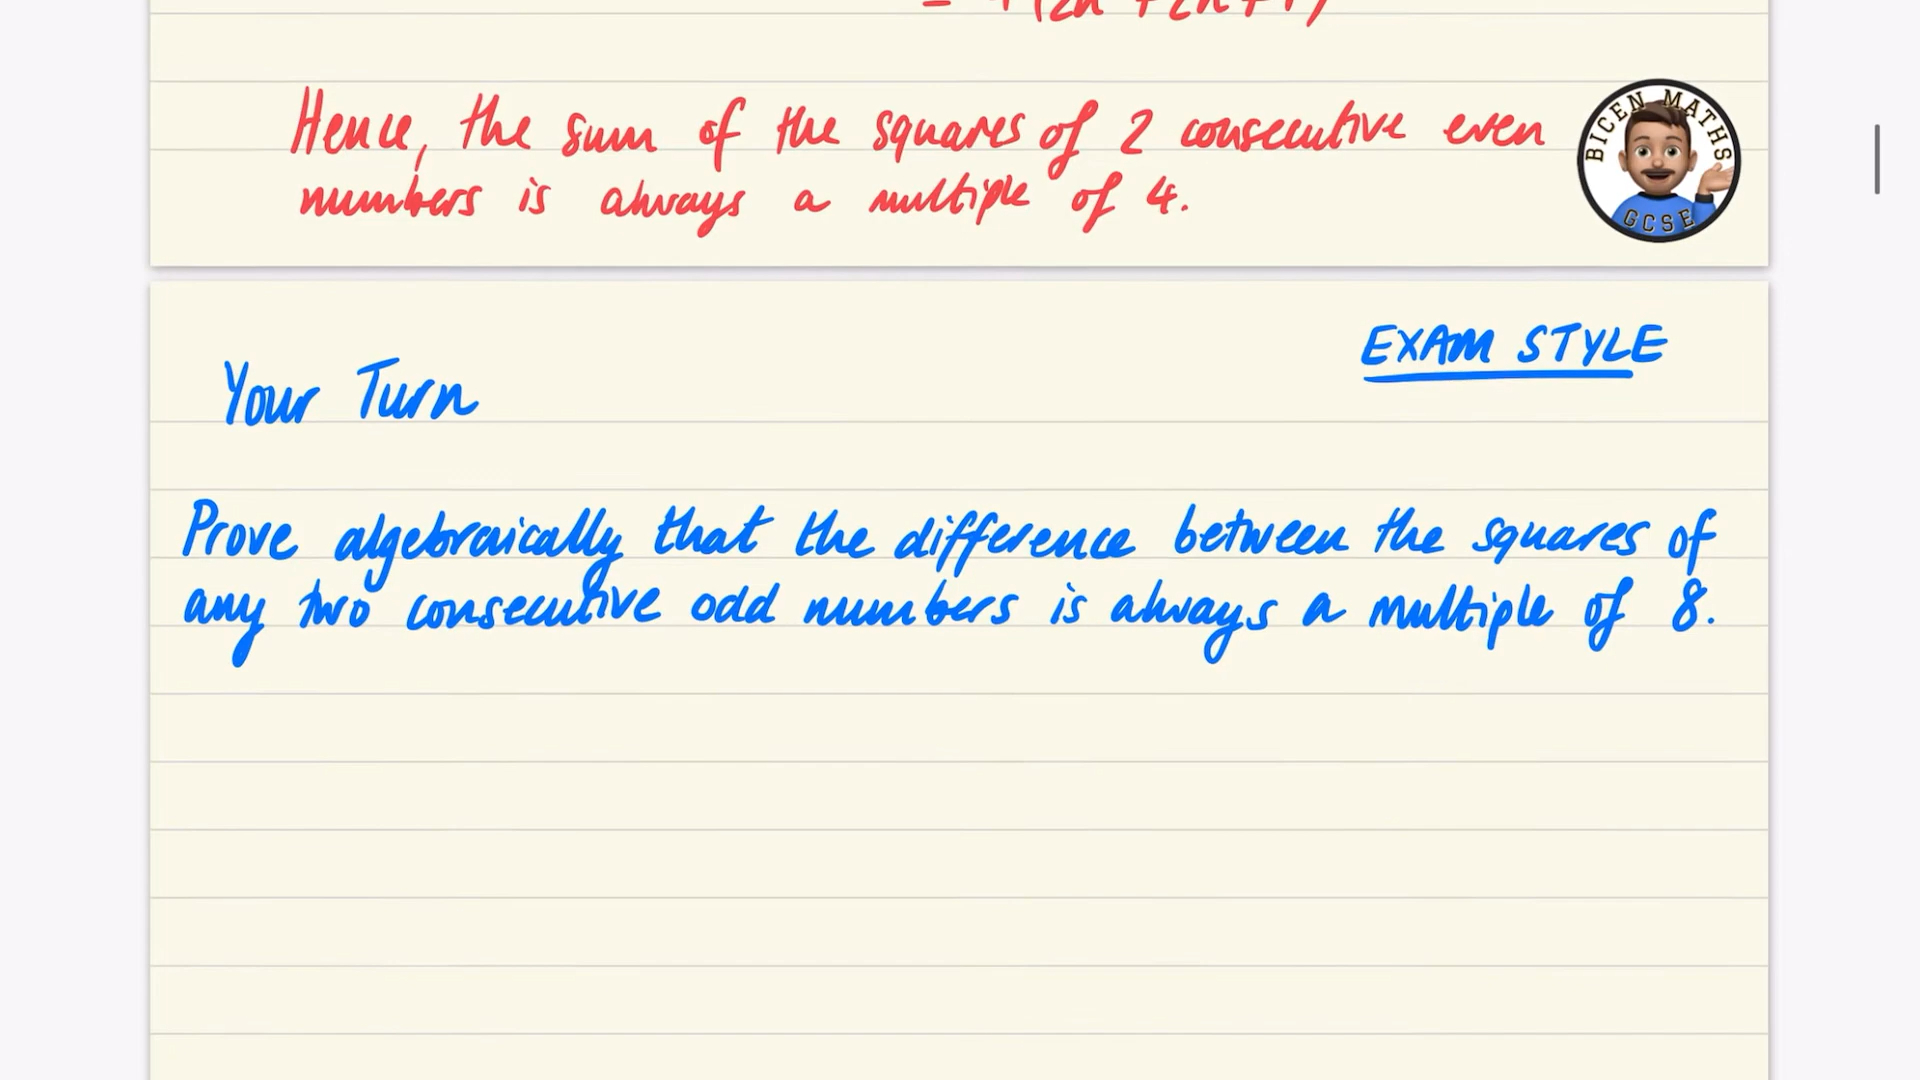 Hence, the sum of the squares of 2 consecutive even
numbers is always a multiple of 4.
BICEN MATHS
GCSE
EXAM STYLE
Your Turn
Prove algebraically that the difference between the squares of
any two consecutive odd numbers is always a multiple of 8.